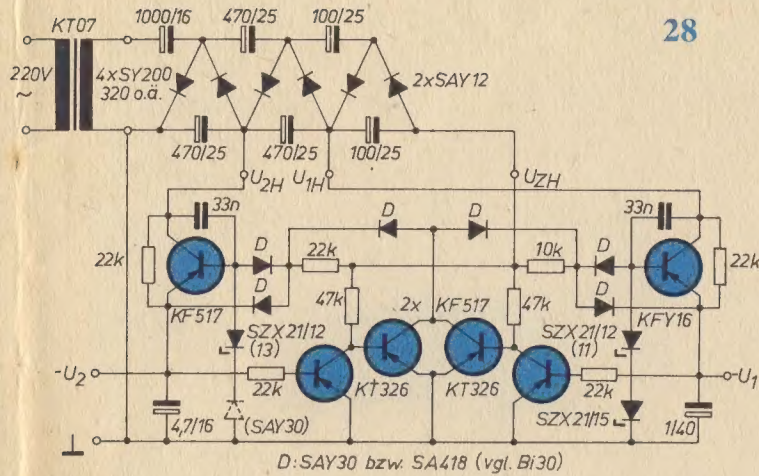 28
KT07
1000/16
470/25
100/25
220V
~
4xSY200
320 o.ä.
2xSAY12
470/25
470/25
100/25
U2H
U1H
UZH
33n
D
D
33n
22k
D
22k
10k
D
22k
D
D
KF517
47k
2x
KF517
47k
KFY16
SZX21/12
(13)
SZX21/12
(11)
-U2
22k
KT326
KT326
22k
-U1
4,7/16
(SAY30)
SZX21/15
1/40
D:SAY30 bzw. SA418 (vgl. Bi30)